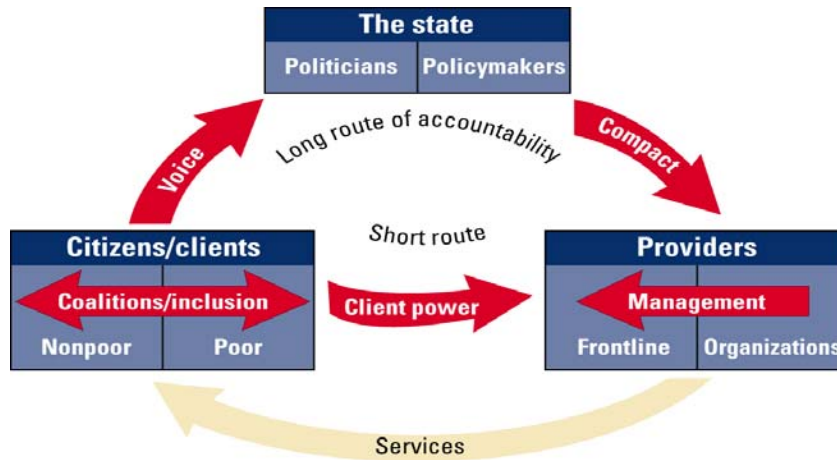 The state
Politicians
Policymakers
Long route of accountability
Voice
Compact
Short route
Citizens/clients
Coalitions/inclusion
Nonpoor
Poor
Client power
Providers
Management
Frontline
Organizations
Services